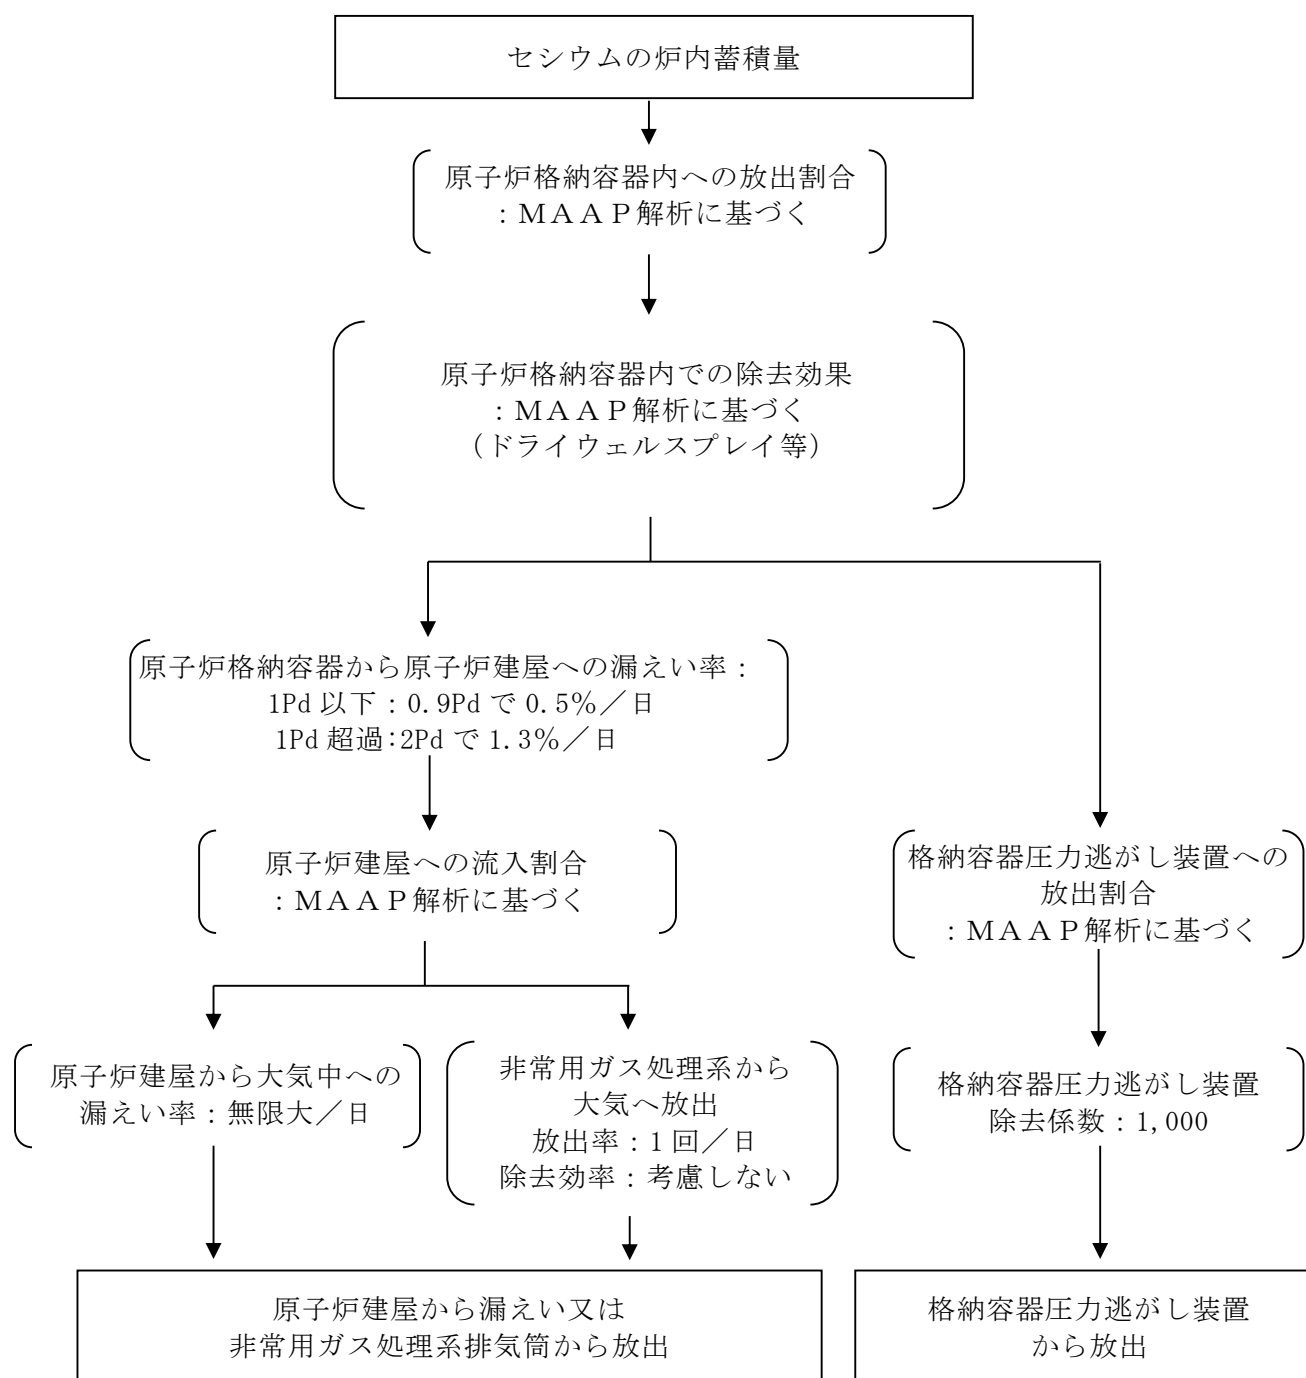 セシウムの炉内蓄積量
原子炉格納容器内への放出割合
：ＭＡＡＰ解析に基づく
原子炉格納容器内での除去効果
：ＭＡＡＰ解析に基づく
（ドライウェルスプレイ等）
原子炉格納容器から原子炉建屋への漏えい率：
1Pd 以下：0.9Pd で 0.5％／日
1Pd 超過：2Pd で 1.3％／日
原子炉建屋への流入割合
：ＭＡＡＰ解析に基づく
格納容器圧力逃がし装置への
放出割合
：ＭＡＡＰ解析に基づく
原子炉建屋から大気中への
漏えい率：無限大／日
非常用ガス処理系から
大気へ放出
放出率：1 回／日
除去効率：考慮しない
格納容器圧力逃がし装置
除去係数：1,000
原子炉建屋から漏えい又は
非常用ガス処理系排気筒から放出
格納容器圧力逃がし装置
から放出